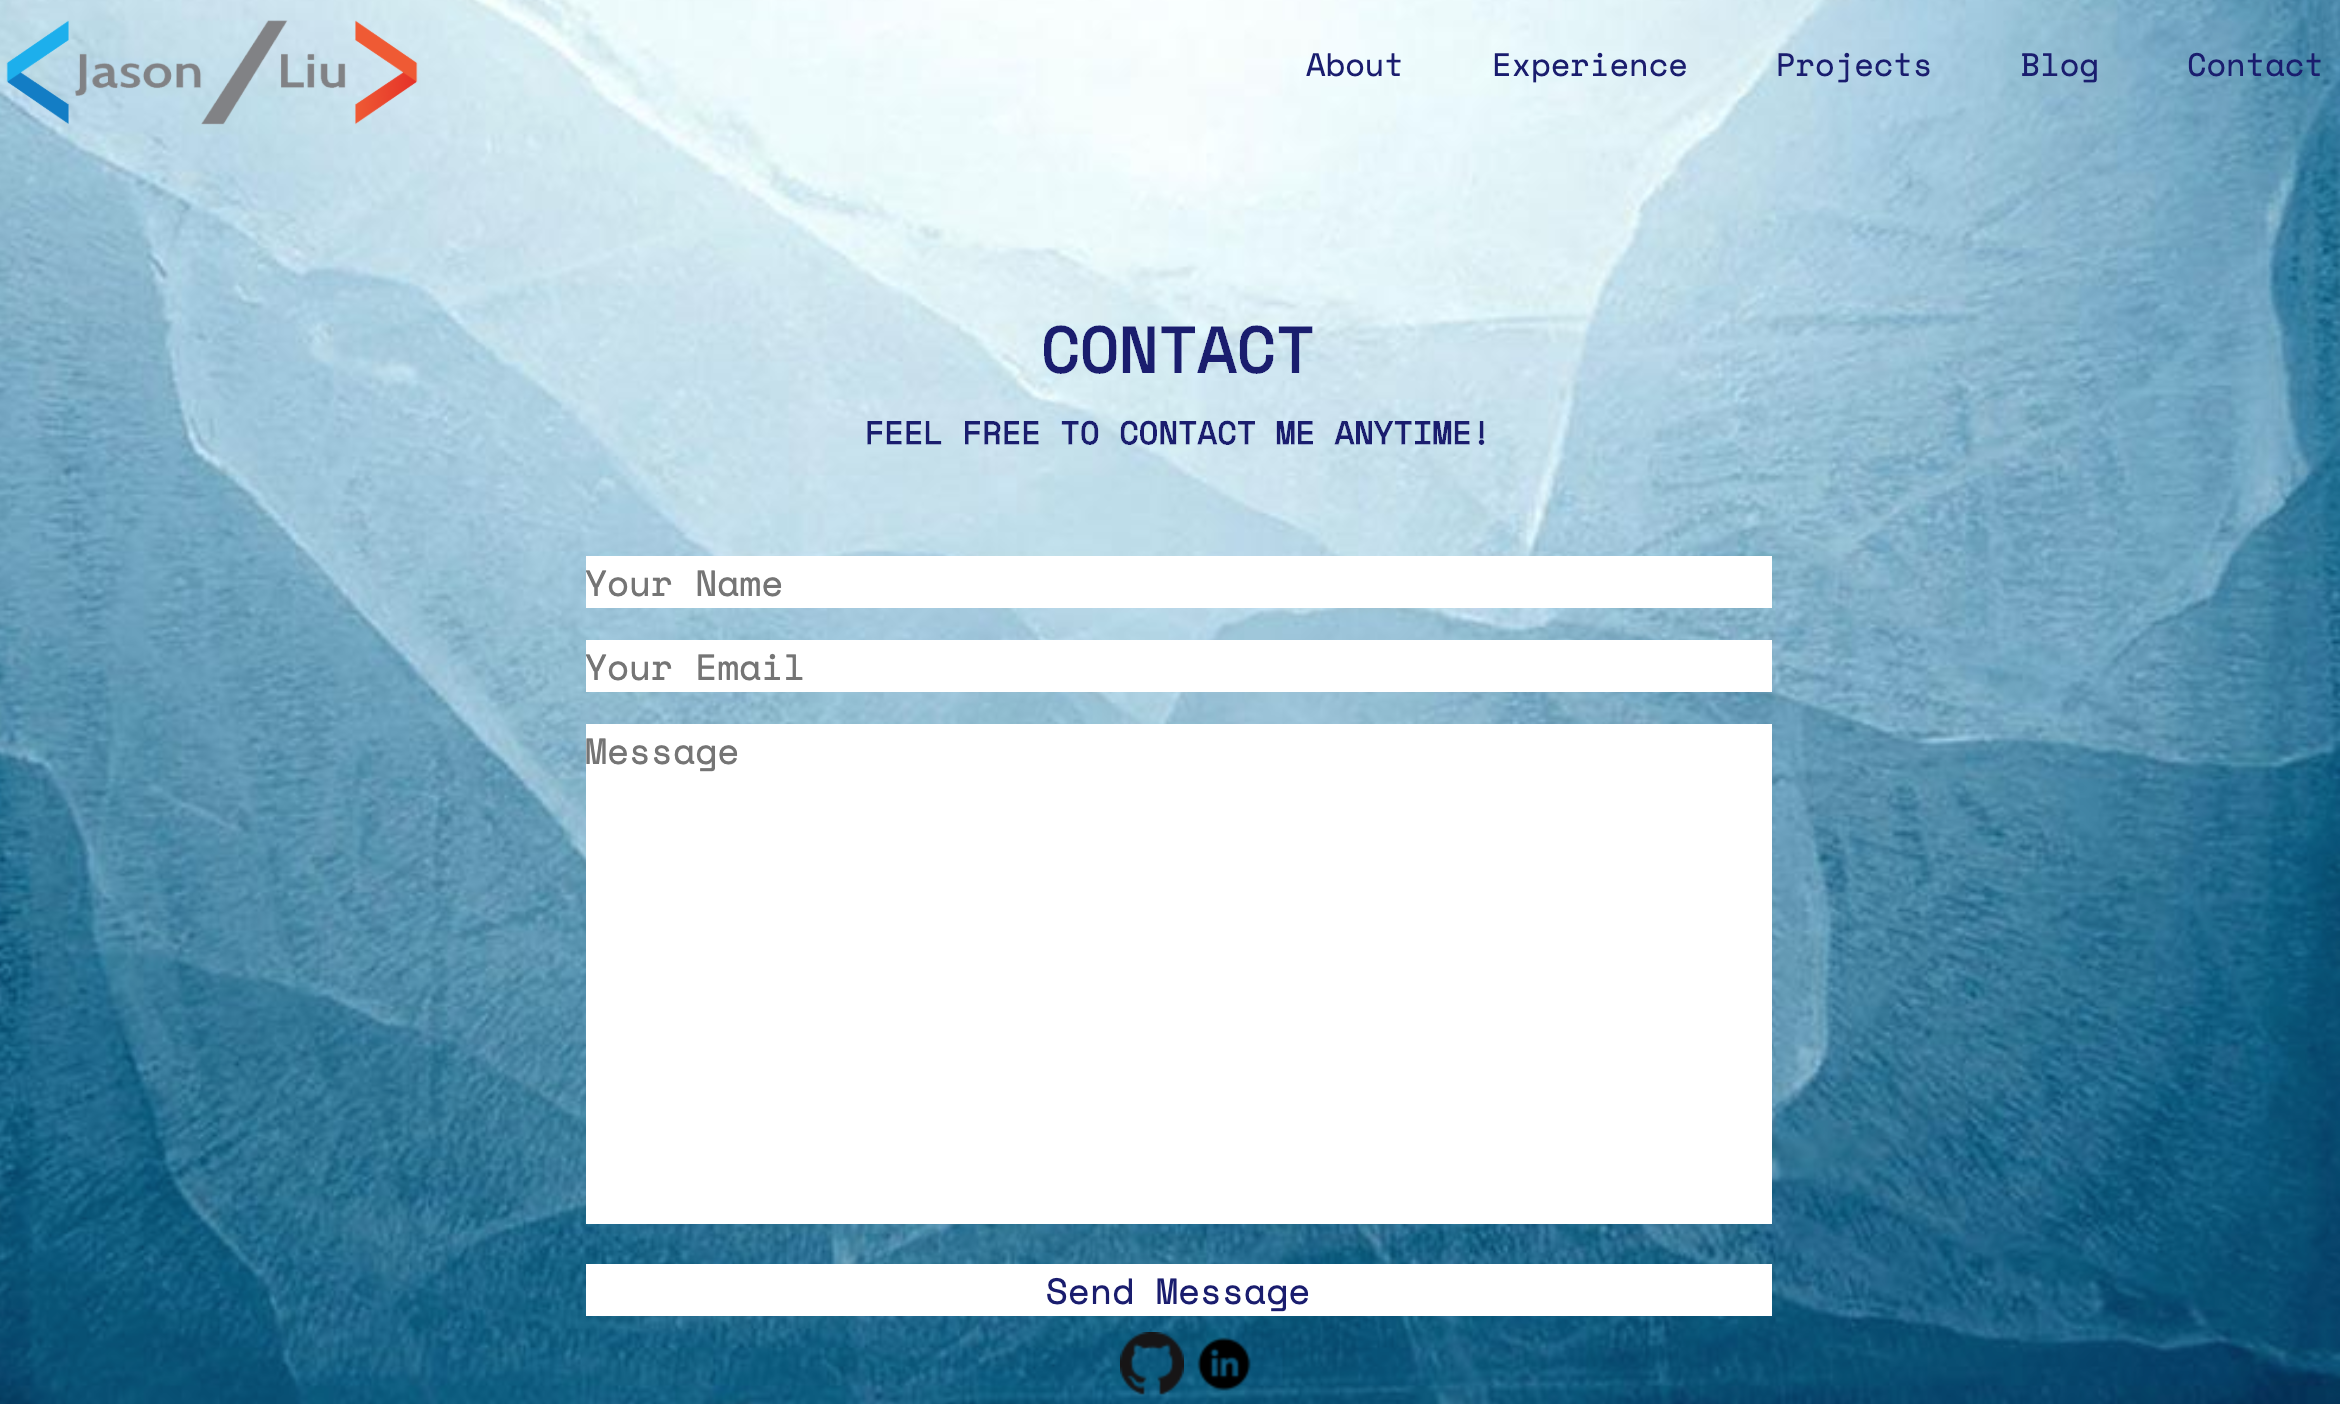 Jason / Liu
About Experience Projects Blog Contact
CONTACT
FEEL FREE TO CONTACT ME ANYTIME!
Your Name
Your Email
Message
Send Message
in